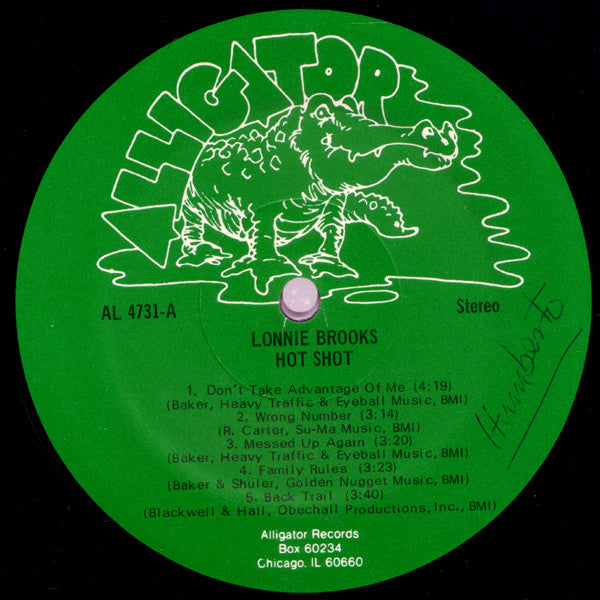 ALLIGATOR
AL 4731-A
Stereo
LONNIE BROOKS
HOT SHOT
1. Don't Take Advantage Of Me (4:19)
(Baker, Heavy Traffic & Eyeball Music, BMI)
2. Wrong Number (3:14)
(R. Carter, Su-Ma Music, BMI)
3. Messed Up Again (3:20)
(Baker, Heavy Traffic & Eyeball Music, BMI)
4. Family Rules (3:23)
(Baker & Shuler, Golden Nugget Music, BMI)
5. Back Trail (3:40)
(Blackwell & Hall, Obechall Productions, Inc., BMI)
Alligator Records
Box 60234
Chicago, IL 60660
Humberto